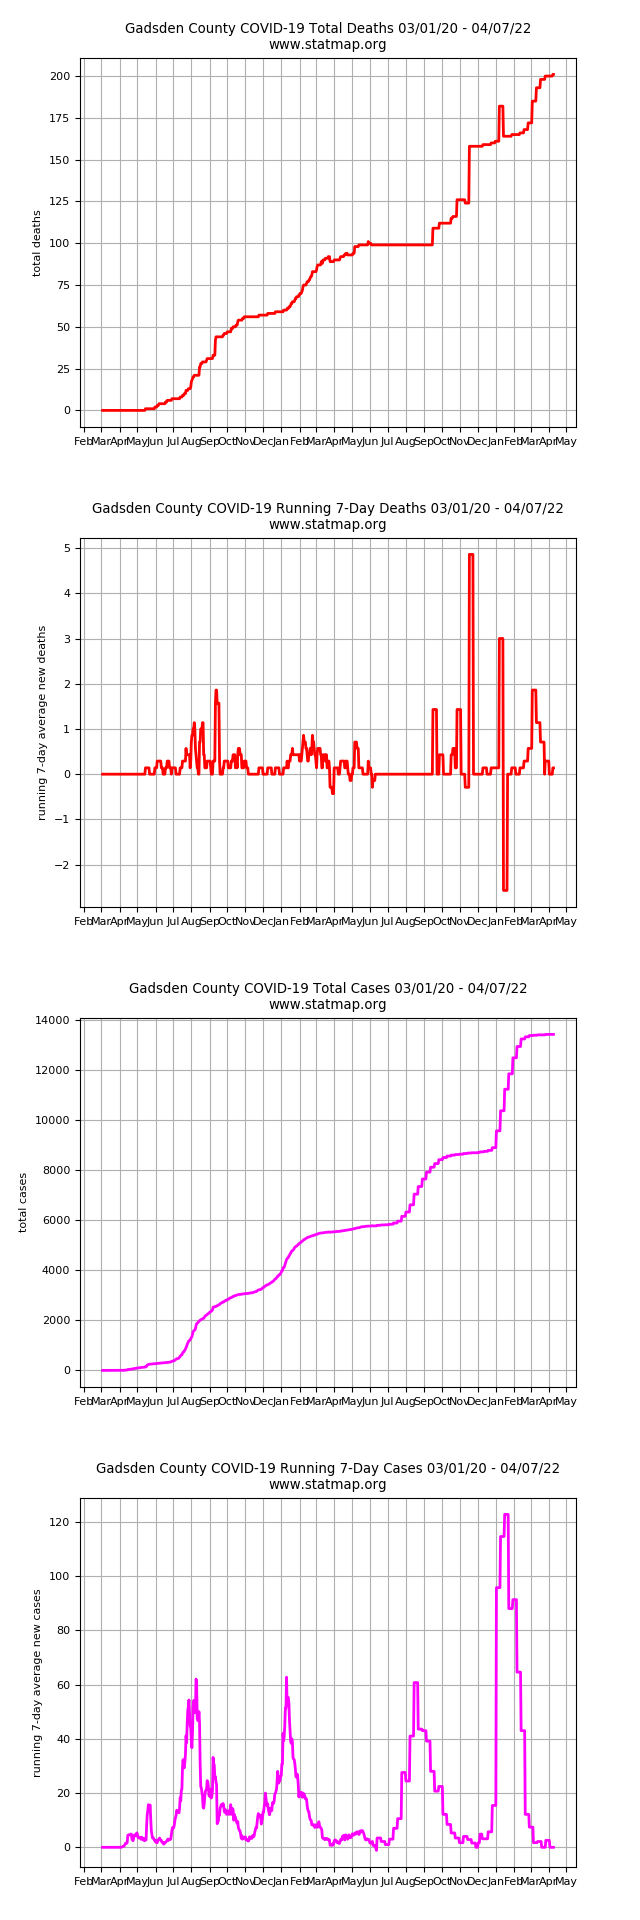 Gadsden County COVID-19 Total Deaths 03/01/20 - 04/07/22
www.statmap.org
200
175
150
125
100
75
50
25
0
total deaths
Feb Mar Apr May Jun Jul Aug Sep Oct Nov Dec Jan Feb Mar Apr May Jun Jul Aug Sep Oct Nov Dec Jan Feb Mar Apr May
Gadsden County COVID-19 Running 7-Day Deaths 03/01/20 - 04/07/22
www.statmap.org
5
4
3
2
1
0
−1
−2
running 7-day average new deaths
Feb Mar Apr May Jun Jul Aug Sep Oct Nov Dec Jan Feb Mar Apr May Jun Jul Aug Sep Oct Nov Dec Jan Feb Mar Apr May
Gadsden County COVID-19 Total Cases 03/01/20 - 04/07/22
www.statmap.org
14000
12000
10000
8000
6000
4000
2000
0
total cases
Feb Mar Apr May Jun Jul Aug Sep Oct Nov Dec Jan Feb Mar Apr May Jun Jul Aug Sep Oct Nov Dec Jan Feb Mar Apr May
Gadsden County COVID-19 Running 7-Day Cases 03/01/20 - 04/07/22
www.statmap.org
120
100
80
60
40
20
0
running 7-day average new cases
Feb Mar Apr May Jun Jul Aug Sep Oct Nov Dec Jan Feb Mar Apr May Jun Jul Aug Sep Oct Nov Dec Jan Feb Mar Apr May